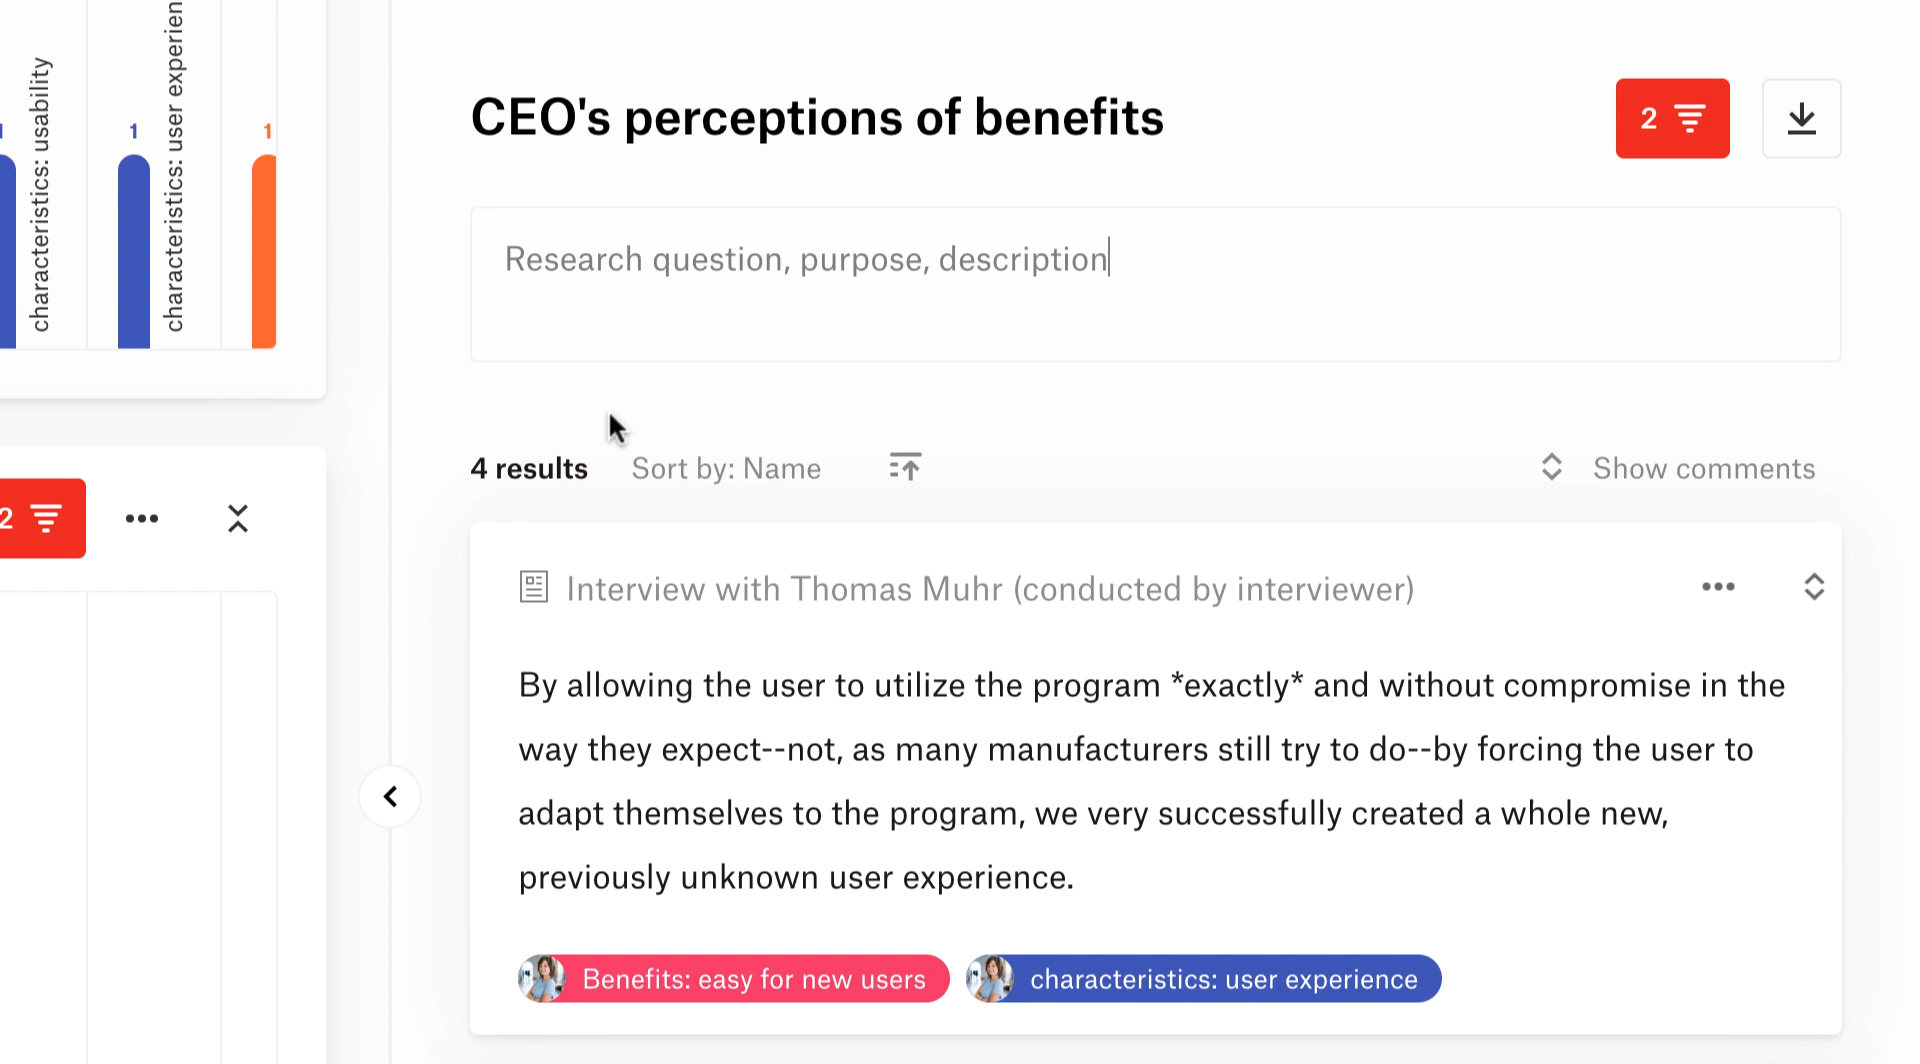 characteristics: usability
1
characteristics: user experien
1
CEO's perceptions of benefits
2
Research question, purpose, description
4 results
Sort by: Name
Show comments
2
Interview with Thomas Muhr (conducted by interviewer)
By allowing the user to utilize the program *exactly* and without compromise in the
way they expect--not, as many manufacturers still try to do--by forcing the user to
adapt themselves to the program, we very successfully created a whole new,
previously unknown user experience.
Benefits: easy for new users
characteristics: user experience